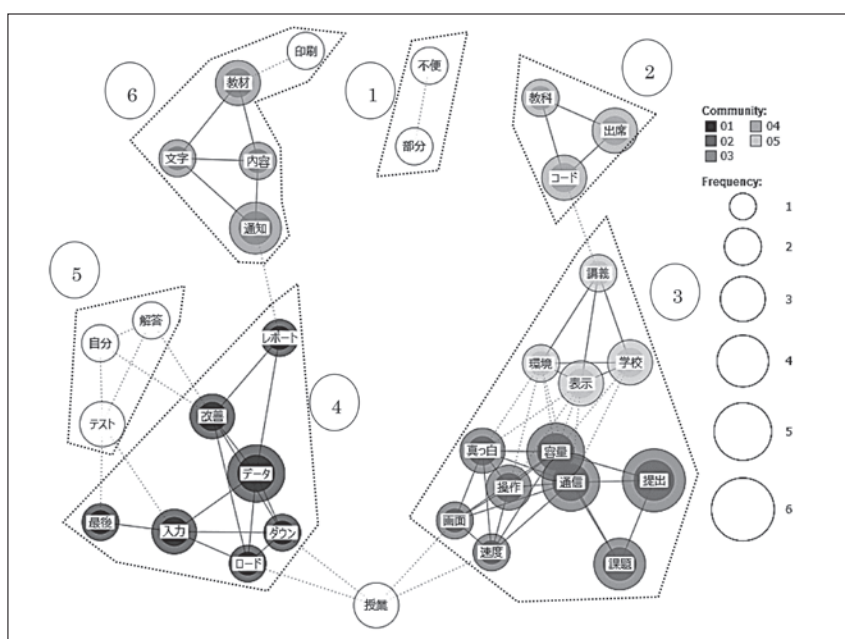 印刷
不便
6
教材
1
2
教科
出席
Community:
01 04
02 05
03
文字
内容
部分
コード
Frequency:
1
通知
2
5
講義
3
3
解答
自分
レポート
環境
学校
4
表示
テスト
改善
4
真っ白
容量
5
データ
操作
通信
提出
6
最後
入力
ダウン
画面
速度
ロード
課題
授業